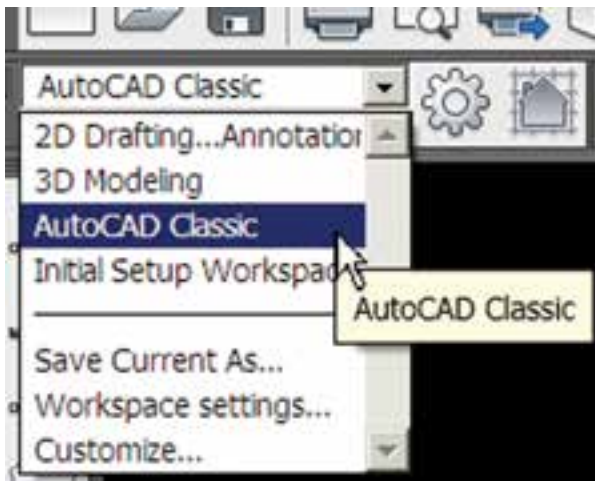 AutoCAD Classic
2D Drafting...Annotation
3D Modeling
AutoCAD Classic
Initial Setup Workspac
AutoCAD Classic
Save Current As...
Workspace settings...
Customize...